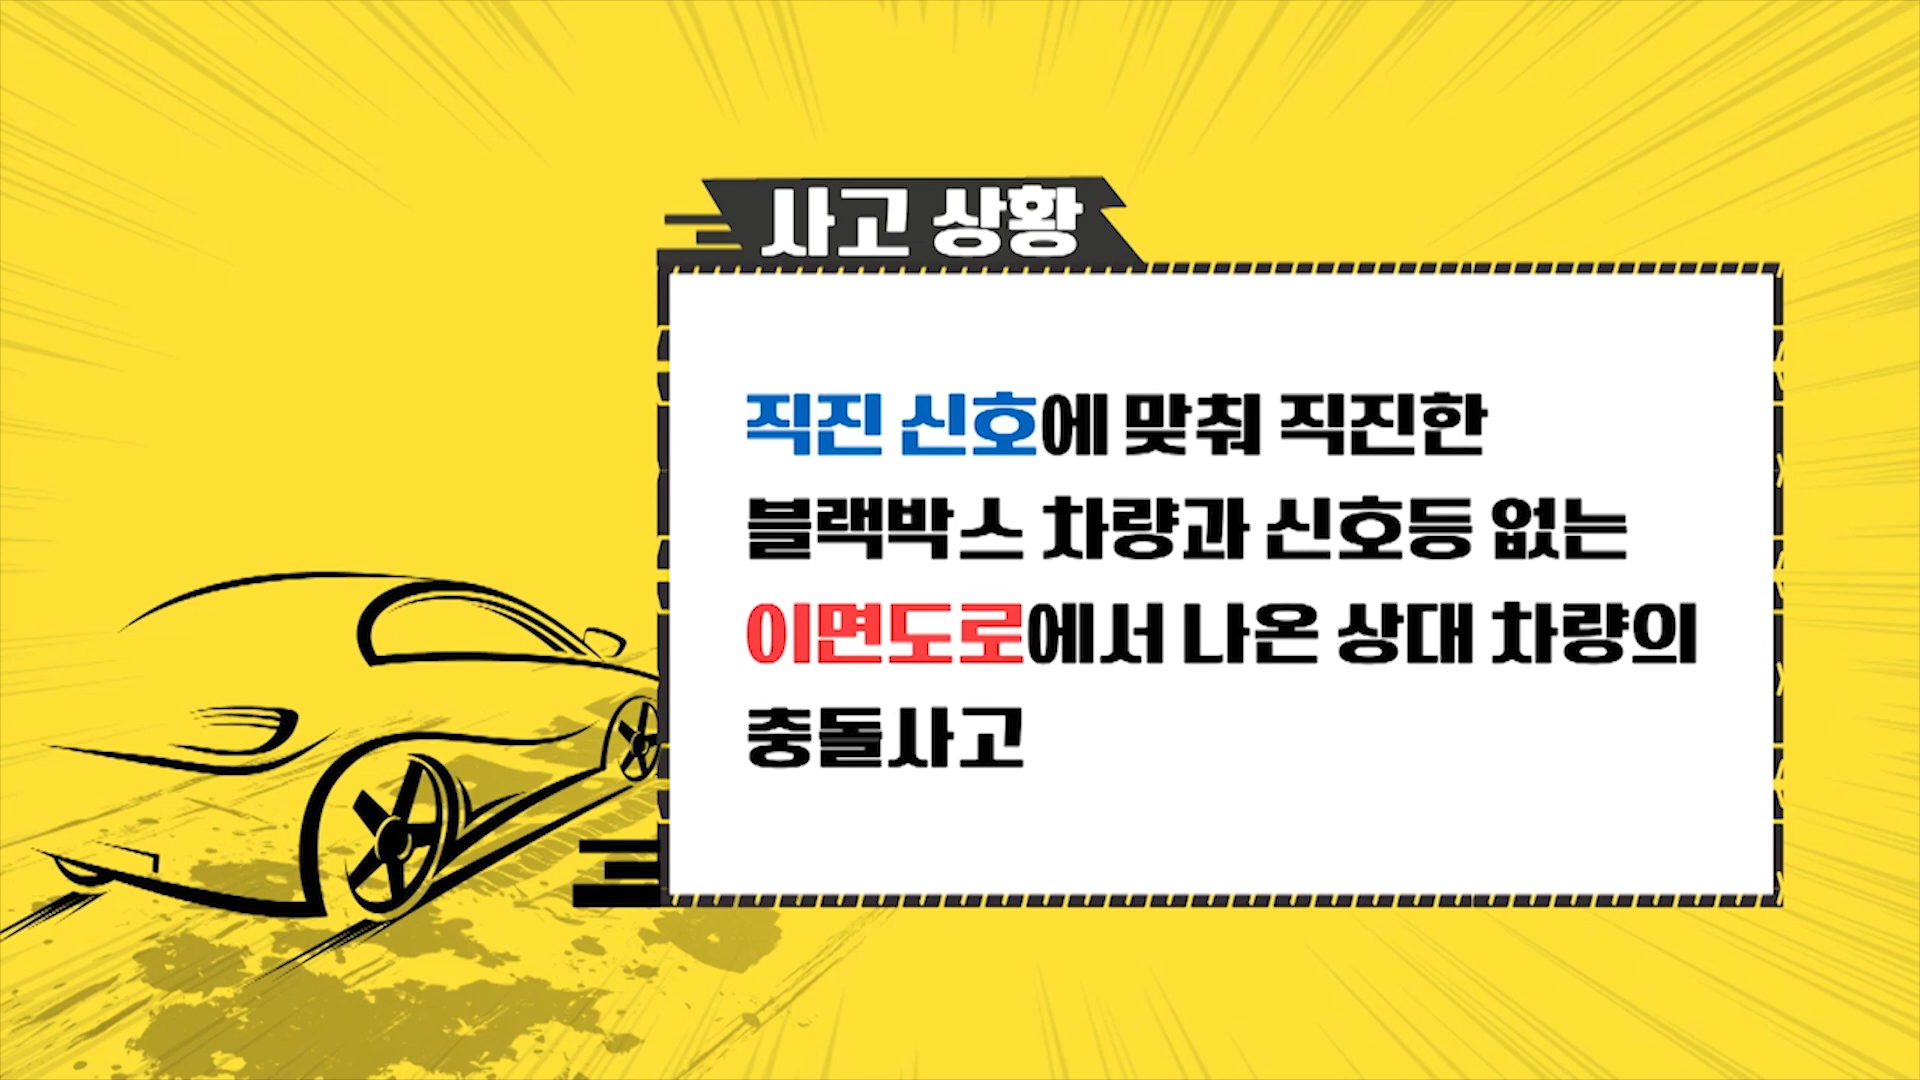 사고 상황
직진 신호에 맞춰 직진한
블랙박스 차량과 신호등 없는
이면도로에서 나온 상대 차량의
충돌사고